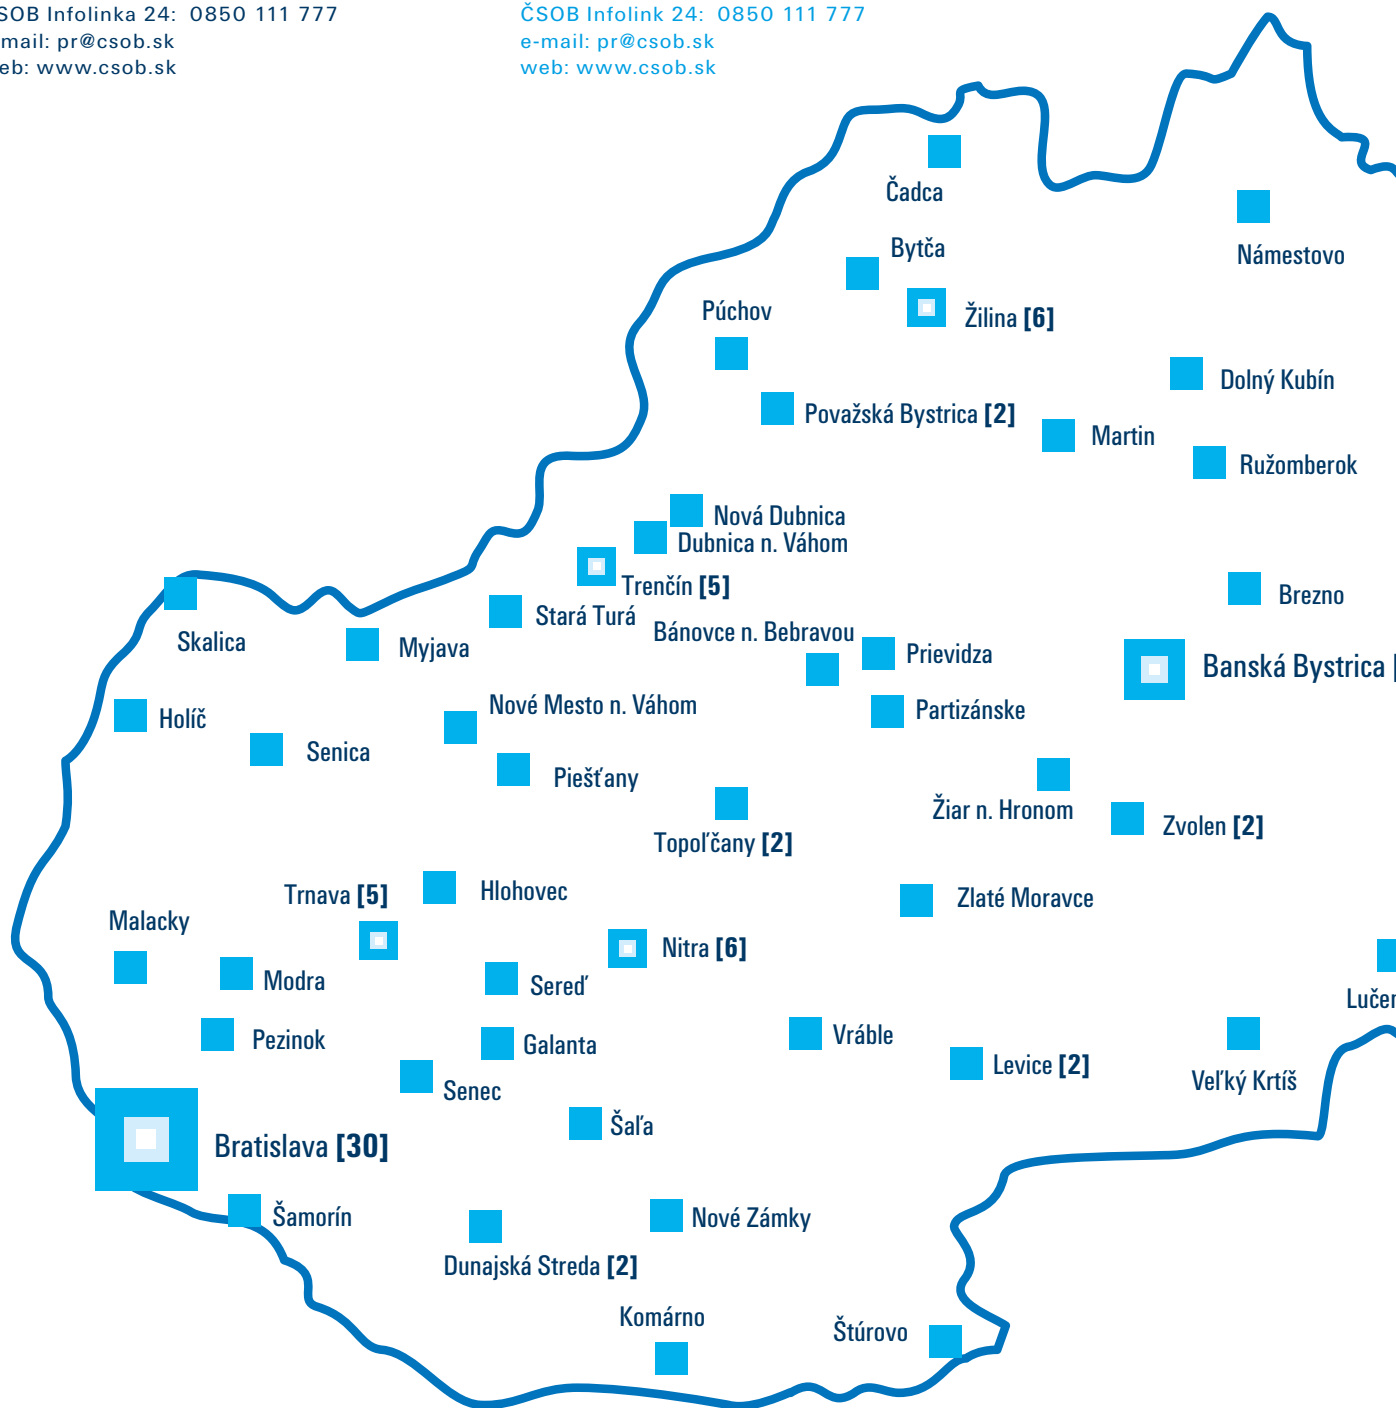 SOB Infolinka 24: 0850 111 777
mail: pr@csob.sk
eb: www.csob.sk
ČSOB Infolink 24: 0850 111 777
e-mail: pr@csob.sk
web: www.csob.sk
Čadca
Námestovo
Bytča
Púchov
Žilina [6]
Dolný Kubín
Považská Bystrica [2]
Martin
Ružomberok
Nová Dubnica
Dubnica n. Váhom
Trenčín [5]
Brezno
Stará Turá
Bánovce n. Bebravou
Skalica
Myjava
Prievidza
Banská Bystrica [
Nové Mesto n. Váhom
Partizánske
Holíč
Senica
Piešťany
Žiar n. Hronom
Zvolen [2]
Topoľčany [2]
Trnava [5]
Hlohovec
Zlaté Moravce
Malacky
Nitra [6]
Modra
Sereď
Lučen
Pezinok
Galanta
Vráble
Levice [2]
Veľký Krtíš
Senec
Šaľa
Bratislava [30]
Šamorín
Nové Zámky
Dunajská Streda [2]
Komárno
Štúrovo